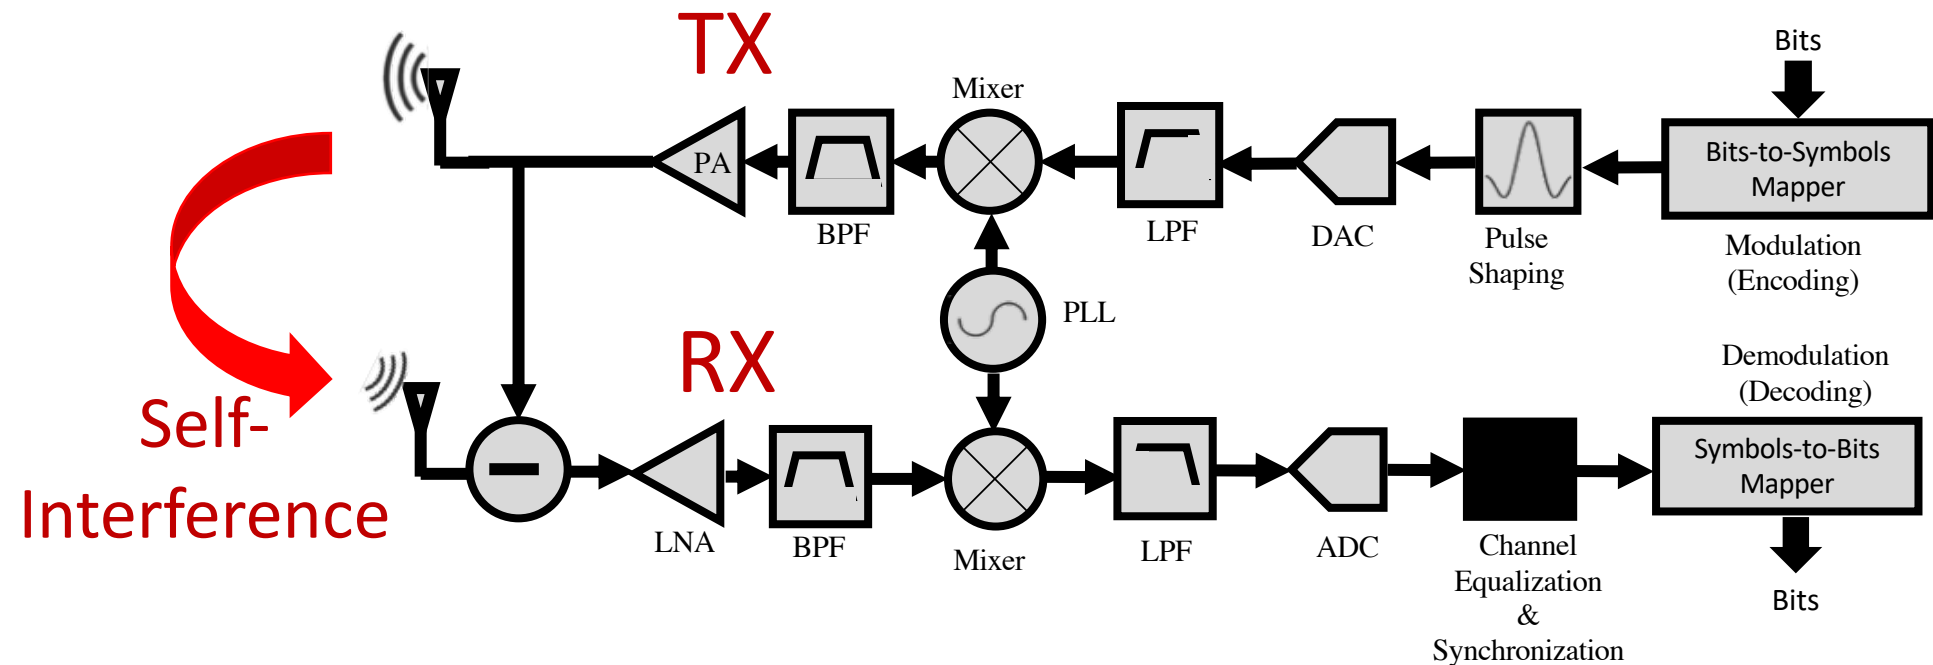 TX
Bits
Mixer
PA
Bits-to-Symbols
Mapper
BPF
LPF
DAC
Pulse
Shaping
Modulation
(Encoding)
PLL
RX
Demodulation
(Decoding)
Self-
Interference
Symbols-to-Bits
Mapper
LNA
BPF
Mixer
LPF
ADC
Channel
Equalization
&
Synchronization
Bits